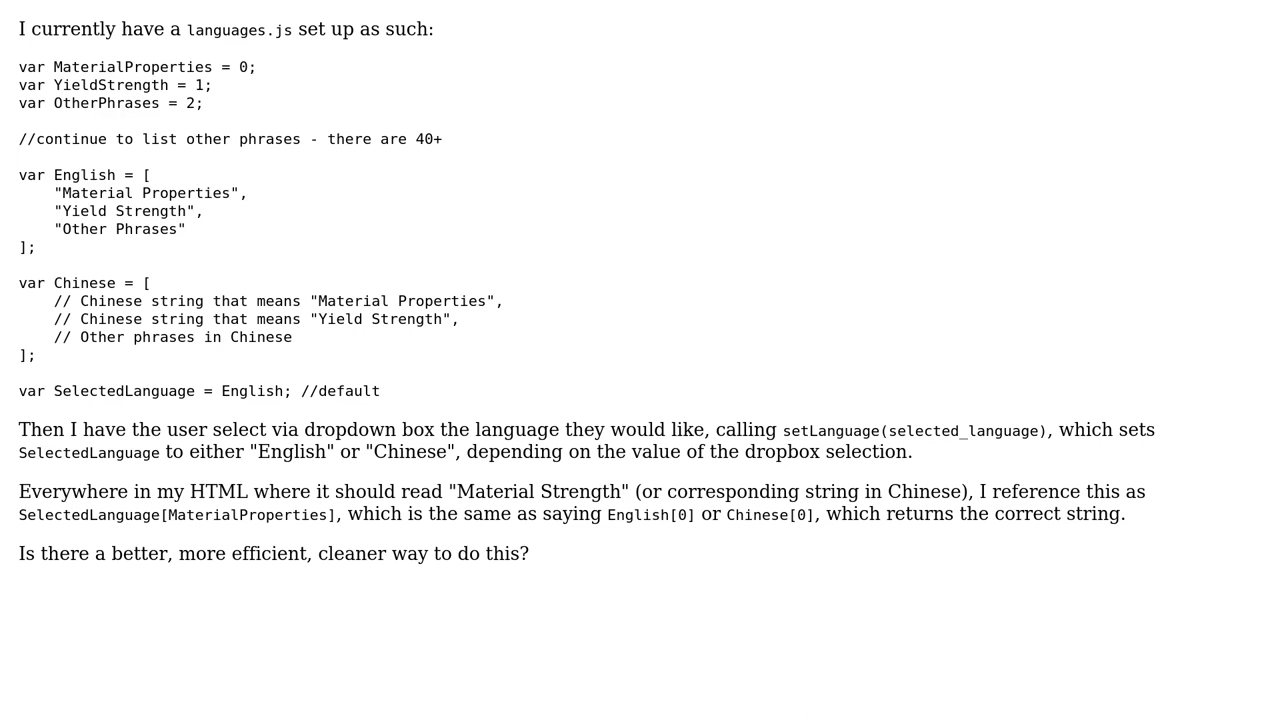 I currently have a languages.js set up as such:
var MaterialProperties = 0;
var YieldStrength = 1;
var OtherPhrases = 2;
//continue to list other phrases - there are 40+
var English = [
    "Material Properties",
    "Yield Strength",
    "Other Phrases"
];
var Chinese = [
    // Chinese string that means "Material Properties",
    // Chinese string that means "Yield Strength",
    // Other phrases in Chinese
];
var SelectedLanguage = English; //default
Then I have the user select via dropdown box the language they would like, calling setLanguage(selected_language), which sets
SelectedLanguage to either "English" or "Chinese", depending on the value of the dropbox selection.
Everywhere in my HTML where it should read "Material Strength" (or corresponding string in Chinese), I reference this as
SelectedLanguage[MaterialProperties], which is the same as saying English[0] or Chinese[0], which returns the correct string.
Is there a better, more efficient, cleaner way to do this?